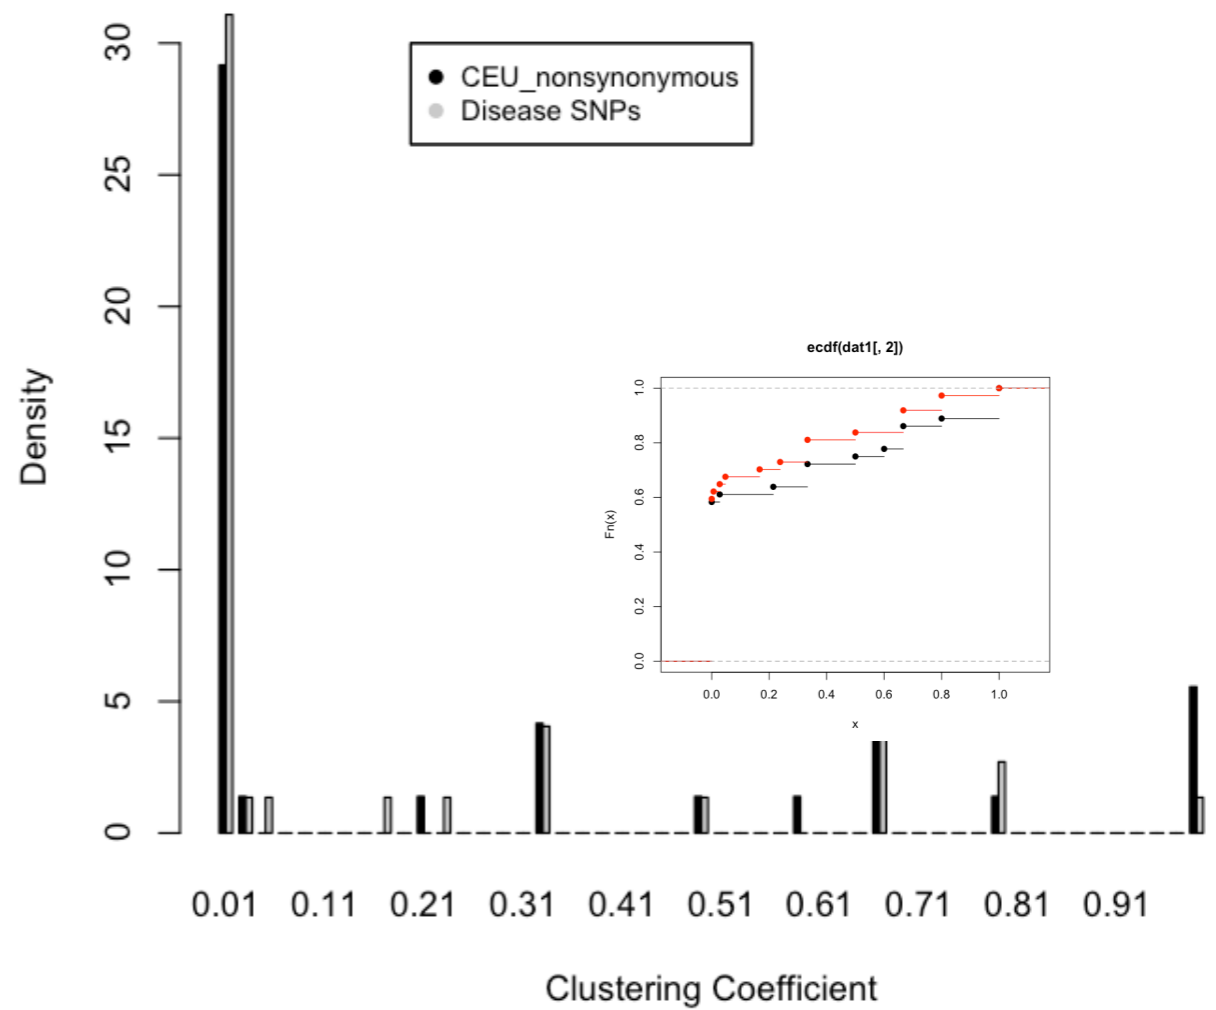 30
25
20
15
10
5
0
Density
CEU_nonsynonymous
Disease SNPs
ecdf(dat1[, 2])
1.0
0.8
0.6
0.4
0.2
0.0
Fn(x)
0.0 0.2 0.4 0.6 0.8 1.0
x
0.01 0.11 0.21 0.31 0.41 0.51 0.61 0.71 0.81 0.91
Clustering Coefficient